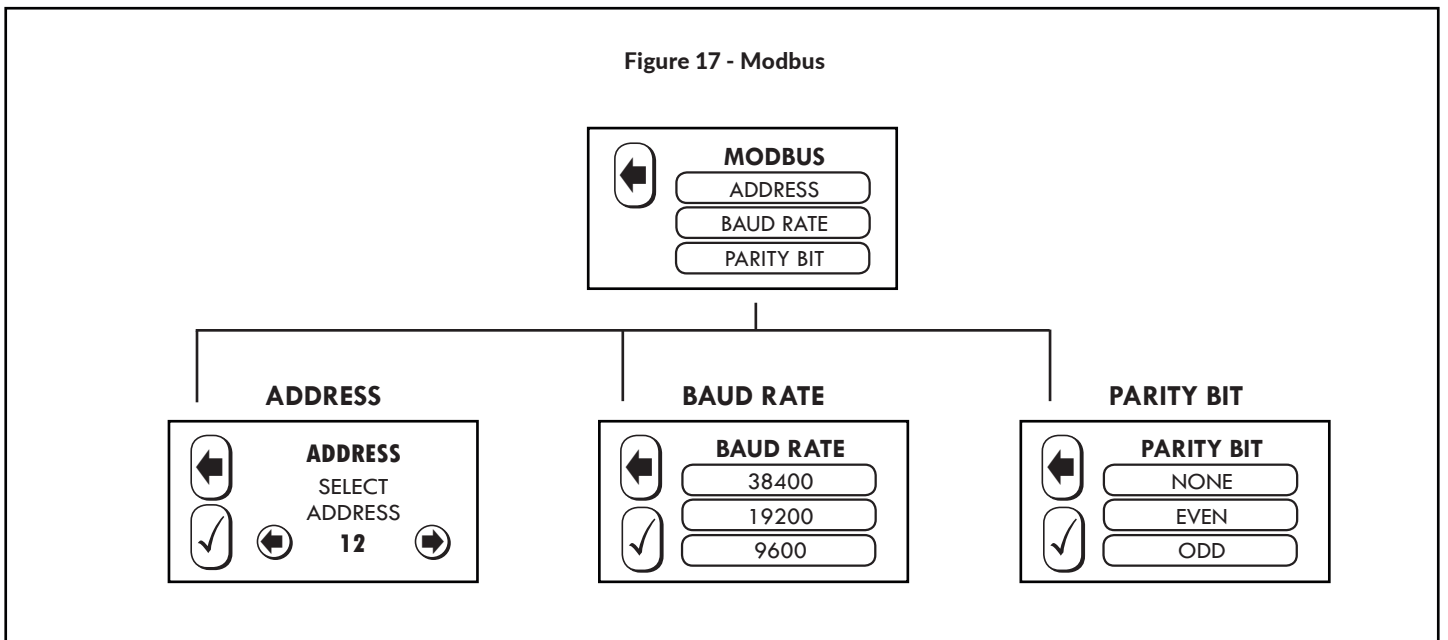 Figure 17 - Modbus
MODBUS
ADDRESS
BAUD RATE
PARITY BIT
ADDRESS
ADDRESS
SELECT
ADDRESS
12
BAUD RATE
BAUD RATE
38400
19200
9600
PARITY BIT
PARITY BIT
NONE
EVEN
ODD